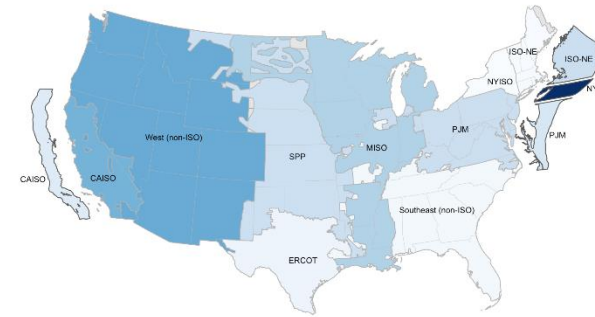 ISO-NE
ISO-NE
NYISO
NY
West (non-ISO)
PJM
PJM
MISO
SPP
CAISO
CAISO
Southeast (non-ISO)
ERCOT